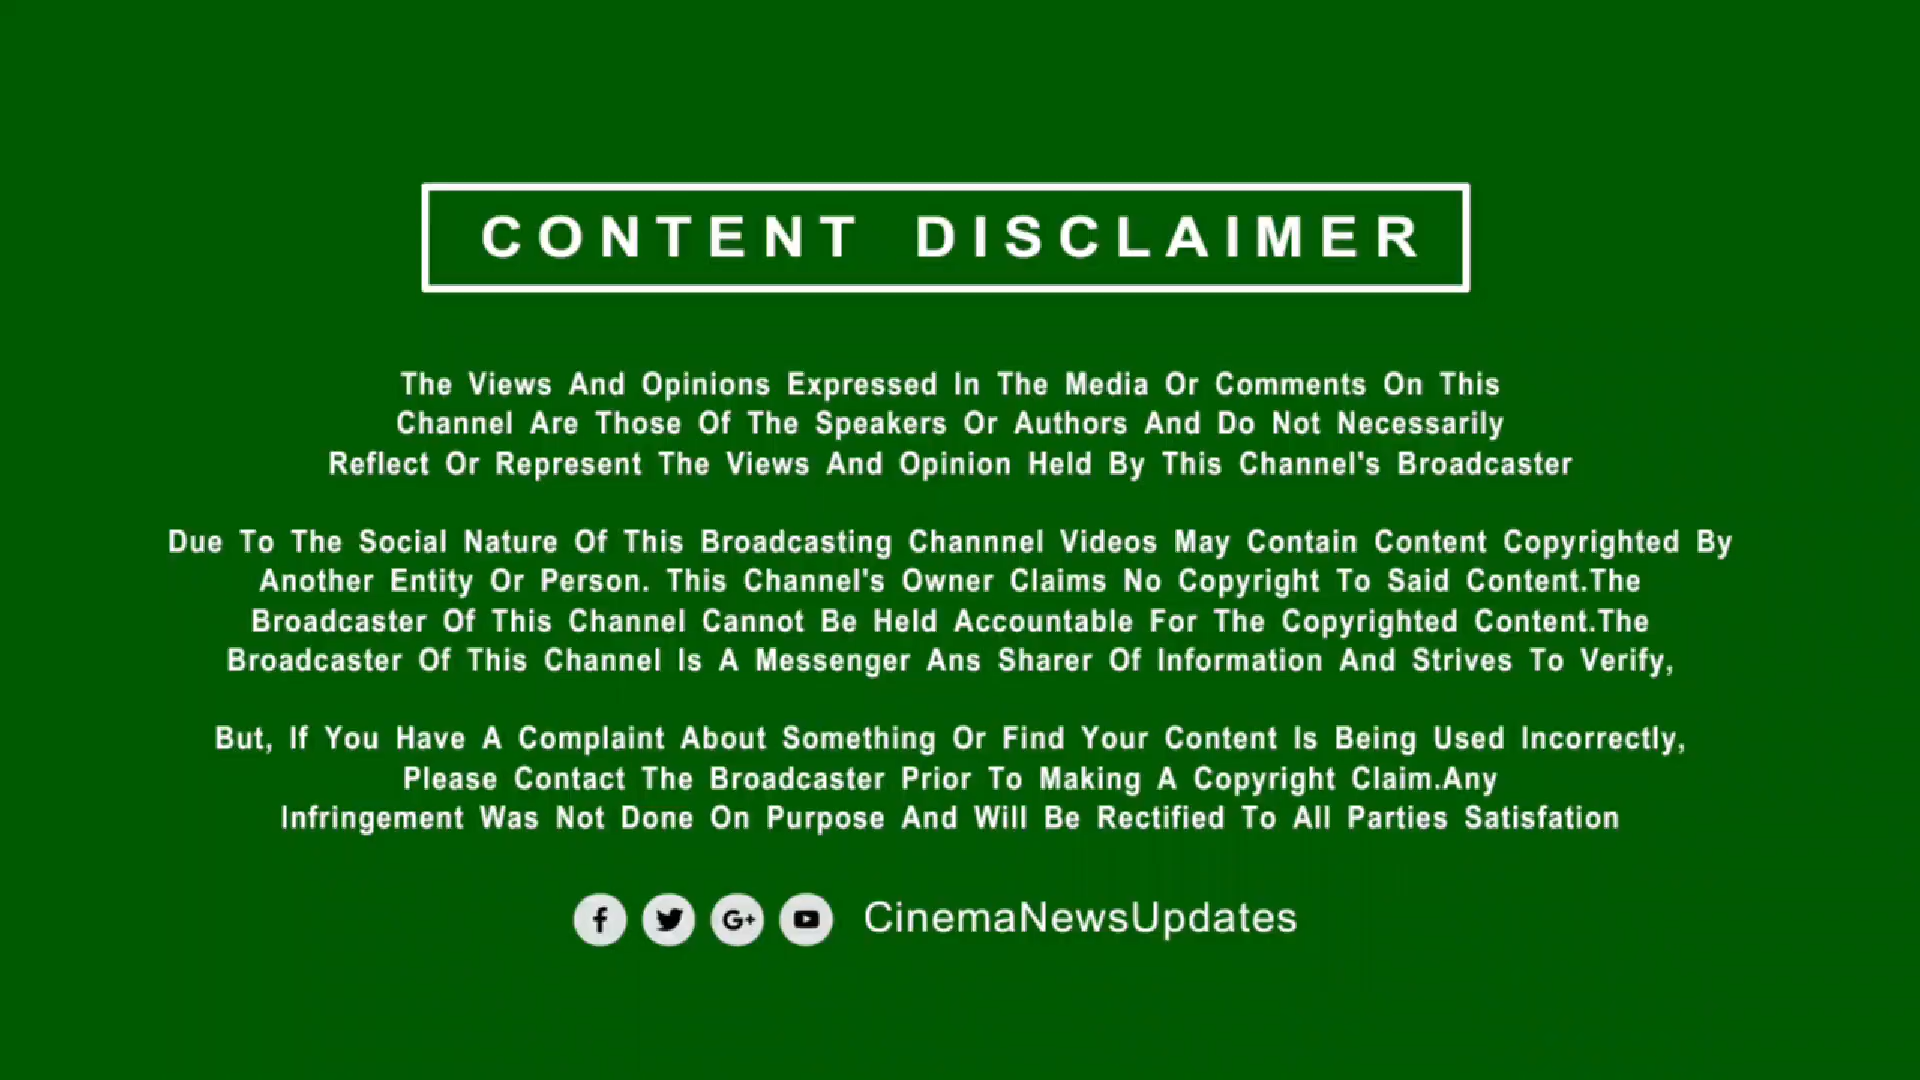 CONTENT DISCLAIMER
The Views And Opinions Expressed In The Media Or Comments On This
Channel Are Those Of The Speakers Or Authors And Do Not Necessarily
Reflect Or Represent The Views And Opinion Held By This Channel's Broadcaster
Due To The Social Nature Of This Broadcasting Channnel Videos May Contain Content Copyrighted By
Another Entity Or Person. This Channel's Owner Claims No Copyright To Said Content.The
Broadcaster Of This Channel Cannot Be Held Accountable For The Copyrighted Content.The
Broadcaster Of This Channel Is A Messenger Ans Sharer Of Information And Strives To Verify,
But, If You Have A Complaint About Something Or Find Your Content Is Being Used Incorrectly,
Please Contact The Broadcaster Prior To Making A Copyright Claim.Any
Infringement Was Not Done On Purpose And Will Be Rectified To All Parties Satisfation
f G+ CinemaNewsUpdates